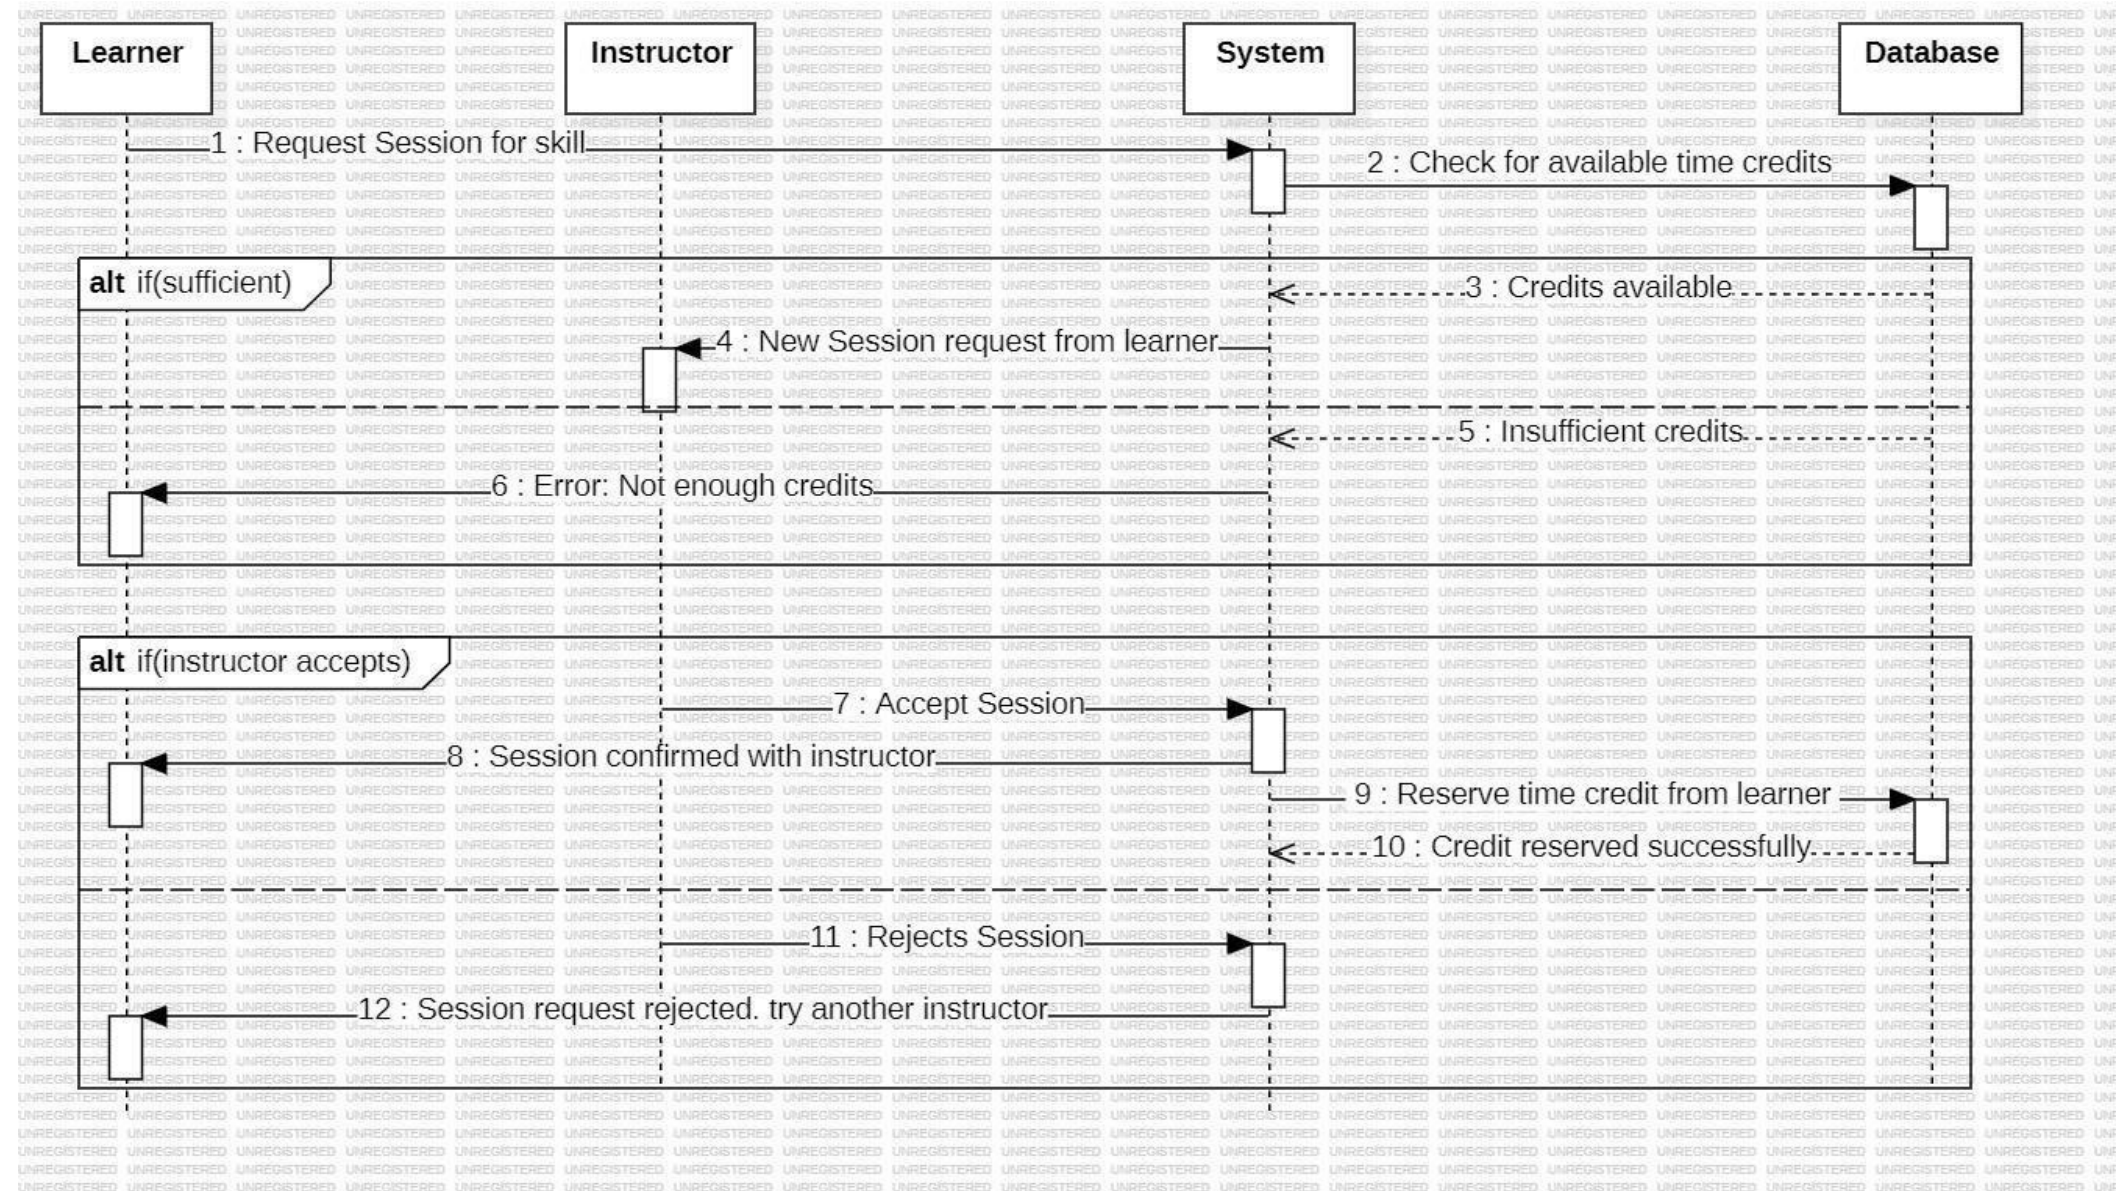 Learner
Instructor
System
Database
1 : Request Session for skill
2 : Check for available time credits
alt if(sufficient)
3 : Credits available
4 : New Session request from learner
5 : Insufficient credits
6 : Error: Not enough credits
alt if(instructor accepts)
7 : Accept Session
8 : Session confirmed with instructor
9 : Reserve time credit from learner
10 : Credit reserved successfully
11 : Rejects Session
12 : Session request rejected. try another instructor
UNREGISTERED